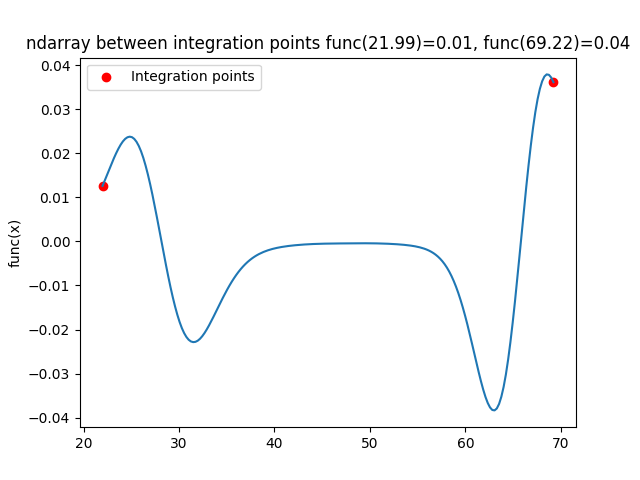 ndarray between integration points func(21.99)=0.01, func(69.22)=0.04
Integration points
func(x)
0.04
0.03
0.02
0.01
0.00
−0.01
−0.02
−0.03
−0.04
20 30 40 50 60 70